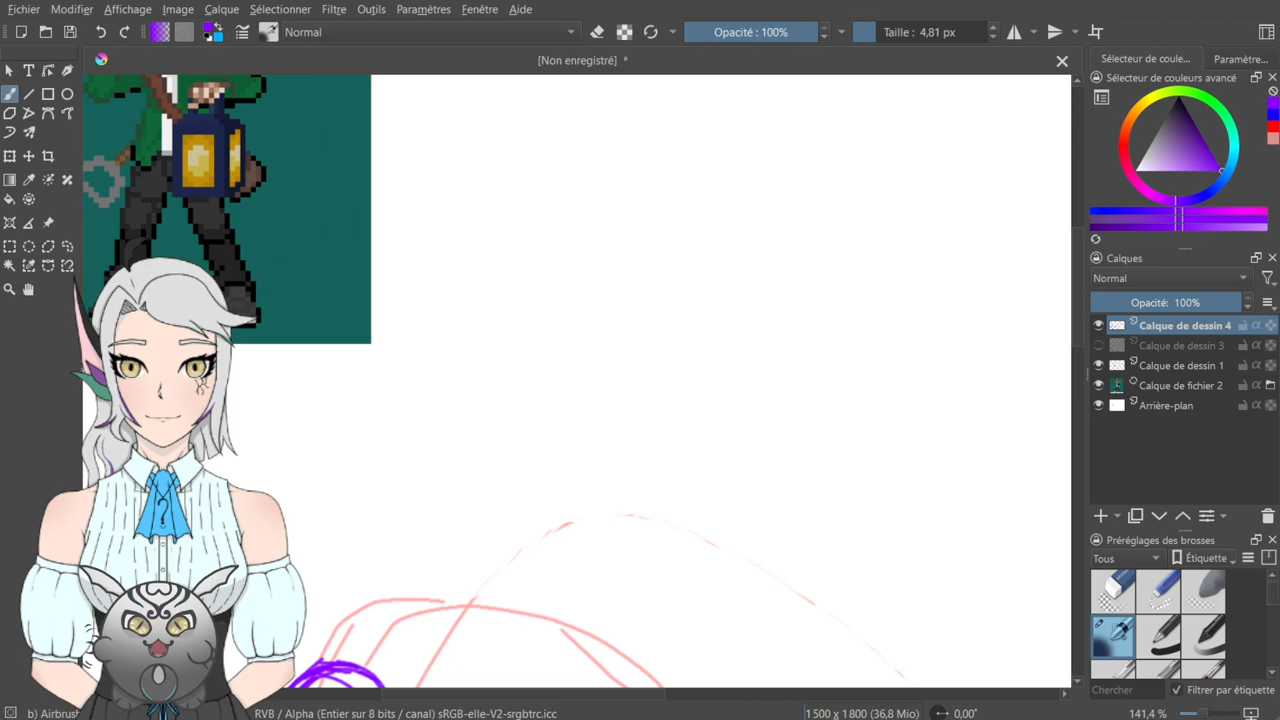 Fichier Modifier Affichage Image Calque Sélectionner Filtre Outils Paramètres Fenêtre Aide
Normal Opacité : 100% Taille : 4,81 px
[Non enregistré] *
Sélecteur de coule... Paramètre...
Sélecteur de couleurs avancé
Calques
Normal
Opacité: 100%
Calque de dessin 4
Calque de dessin 3
Calque de dessin 1
Calque de fichier 2
Arrière-plan
Préréglages des brosses
Tous Étiquette
Chercher Filtrer par étiquette
b) Airbrus RVB / Alpha (Entier sur 8 bits / canal) sRGB-elle-V2-srgbtrc.icc 1 500 x 1 800 (36,8 Mio) 0,00° 141,4 %